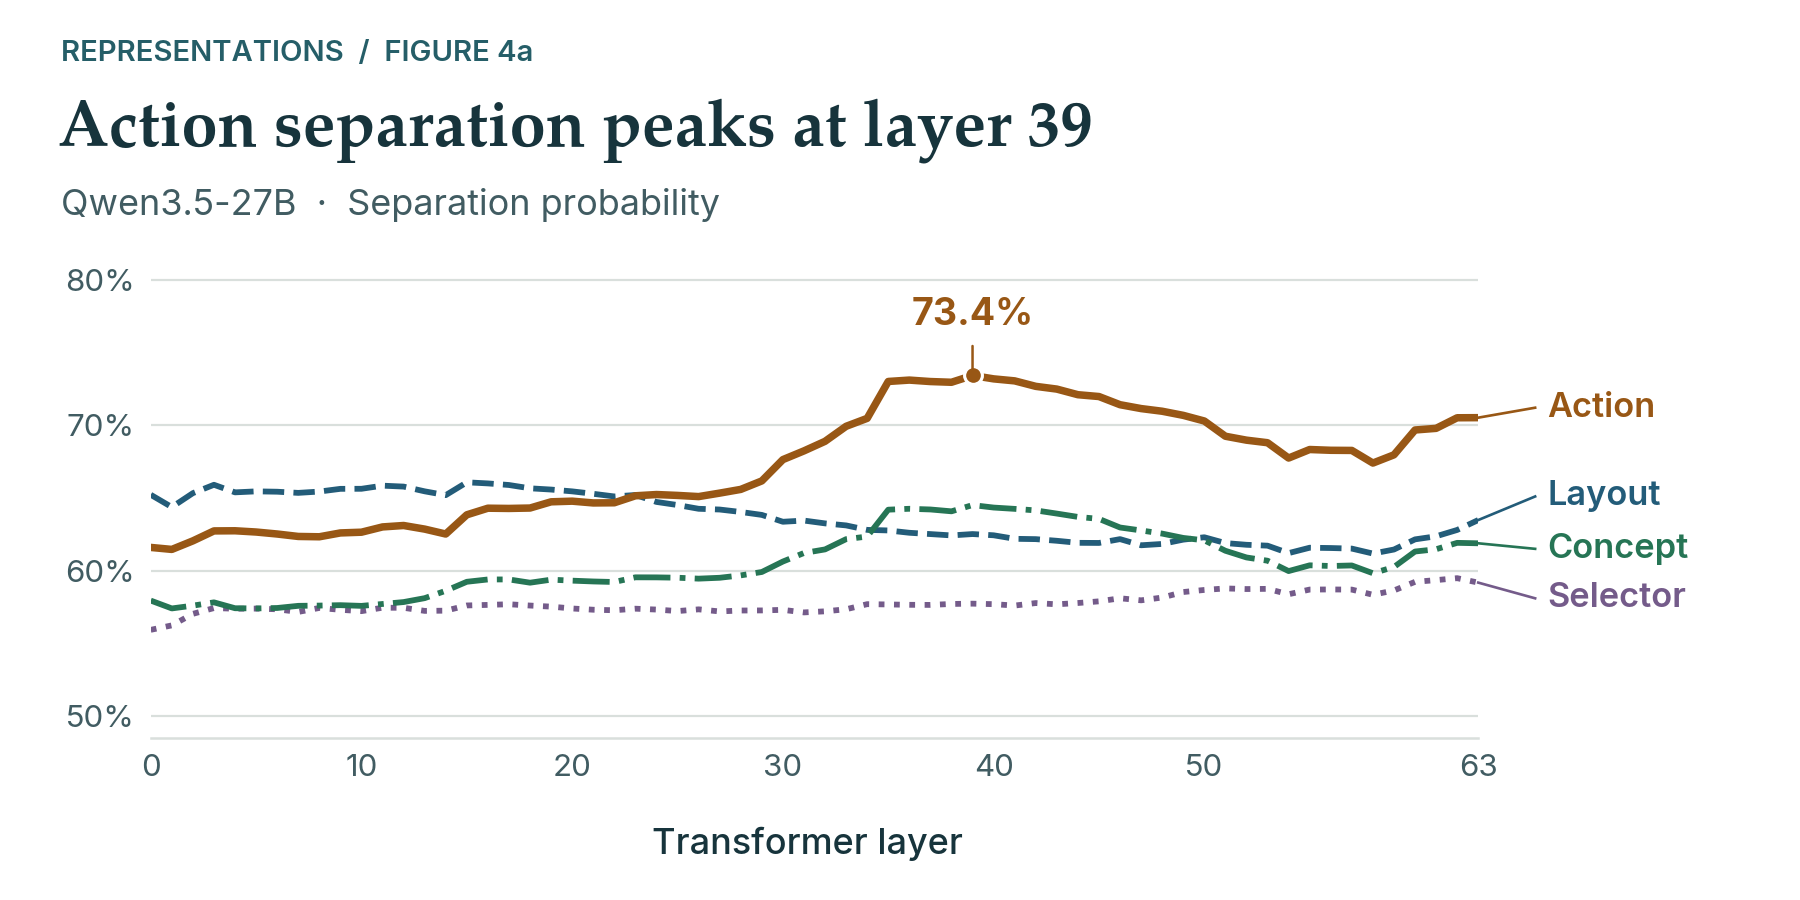 REPRESENTATIONS / FIGURE 4a
Action separation peaks at layer 39
Qwen3.5-27B · Separation probability
80%
73.4%
70%
Action
Layout
Concept
60%
Selector
50%
0 10 20 30 40 50 63
Transformer layer